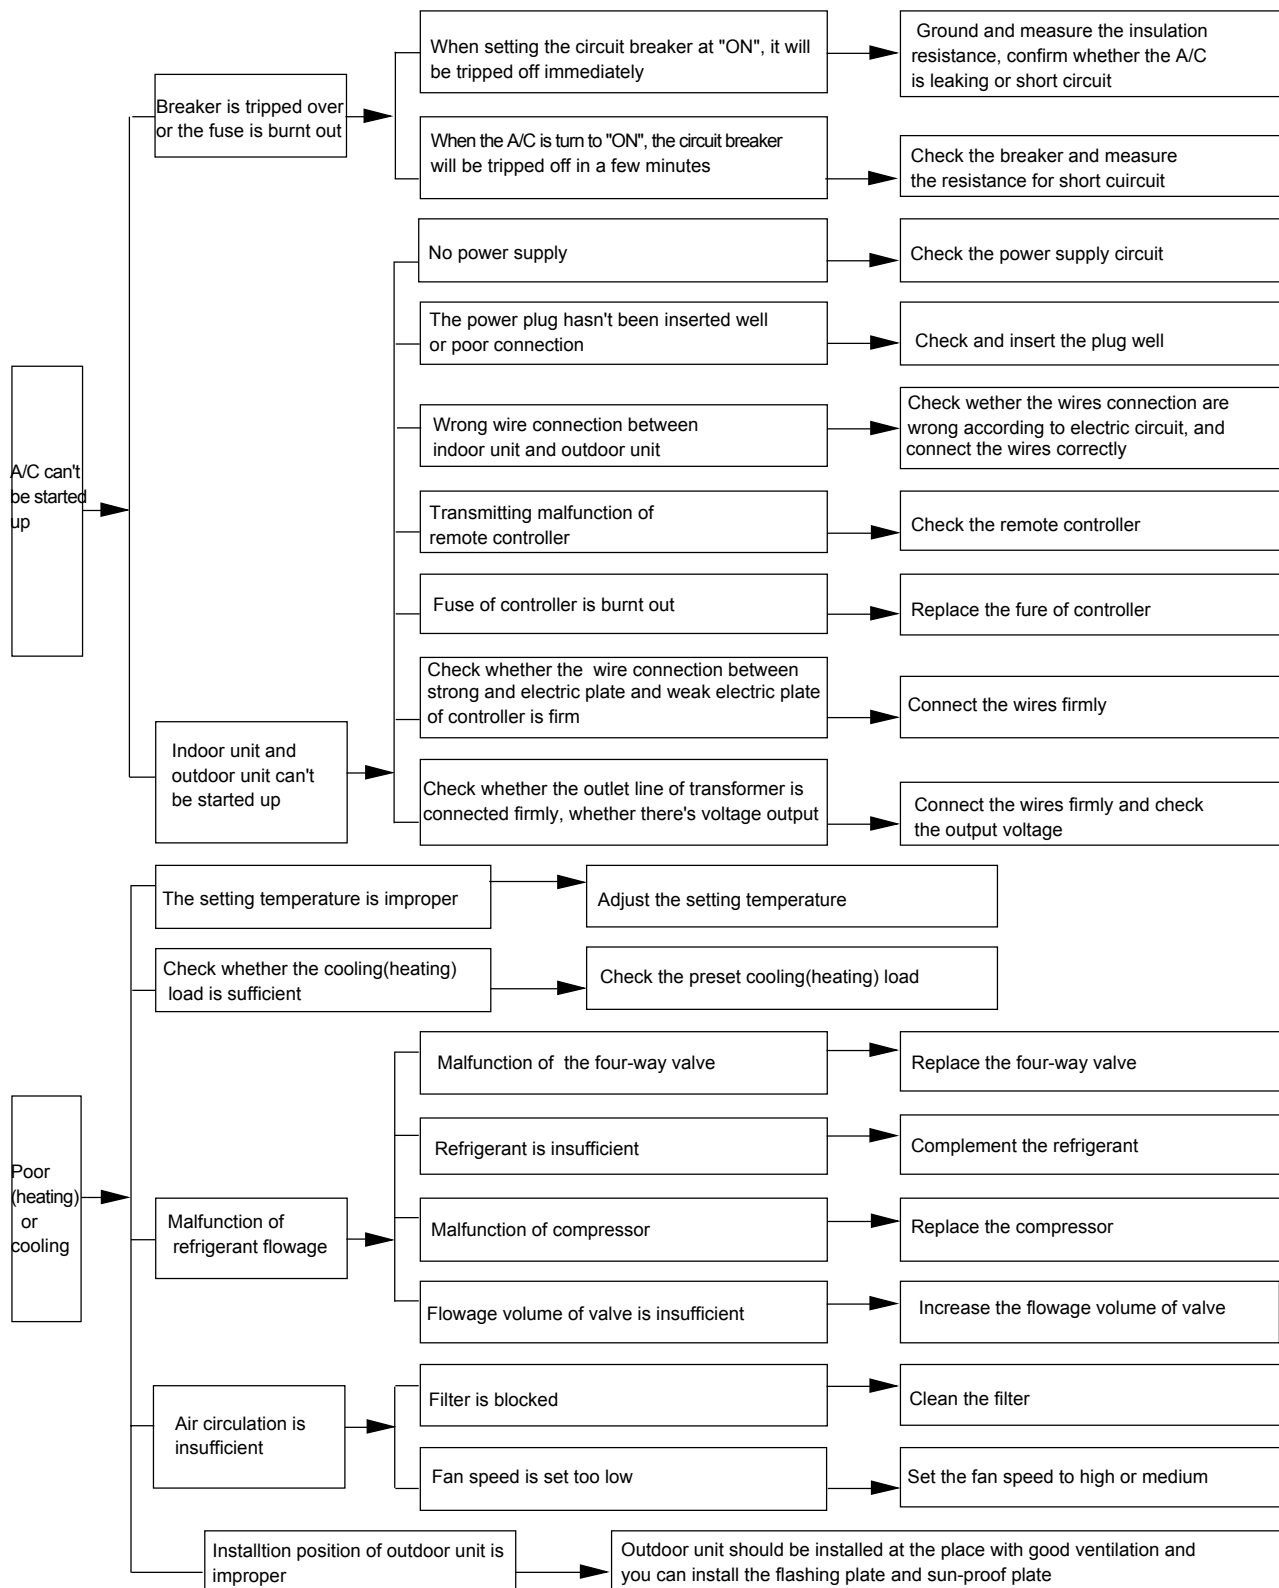 A/C can't
be started
up
Breaker is tripped over
or the fuse is burnt out
When setting the circuit breaker at "ON", it will
be tripped off immediately
Ground and measure the insulation
resistance, confirm whether the A/C
is leaking or short circuit
When the A/C is turn to "ON", the circuit breaker
will be tripped off in a few minutes
Check the breaker and measure
the resistance for short cuircuit
Indoor unit and
outdoor unit can't
be started up
No power supply
Check the power supply circuit
The power plug hasn't been inserted well
or poor connection
Check and insert the plug well
Wrong wire connection between
indoor unit and outdoor unit
Check wether the wires connection are
wrong according to electric circuit, and
connect the wires correctly
Transmitting malfunction of
remote controller
Check the remote controller
Fuse of controller is burnt out
Replace the fure of controller
Check whether the wire connection between
strong and electric plate and weak electric plate
of controller is firm
Connect the wires firmly
Check whether the outlet line of transformer is
connected firmly, whether there's voltage output
Connect the wires firmly and check
the output voltage
Poor
(heating)
or
cooling
The setting temperature is improper
Adjust the setting temperature
Check whether the cooling(heating)
load is sufficient
Check the preset cooling(heating) load
Malfunction of
refrigerant flowage
Malfunction of the four-way valve
Replace the four-way valve
Refrigerant is insufficient
Complement the refrigerant
Malfunction of compressor
Replace the compressor
Flowage volume of valve is insufficient
Increase the flowage volume of valve
Air circulation is
insufficient
Filter is blocked
Clean the filter
Fan speed is set too low
Set the fan speed to high or medium
Installtion position of outdoor unit is
improper
Outdoor unit should be installed at the place with good ventilation and
you can install the flashing plate and sun-proof plate